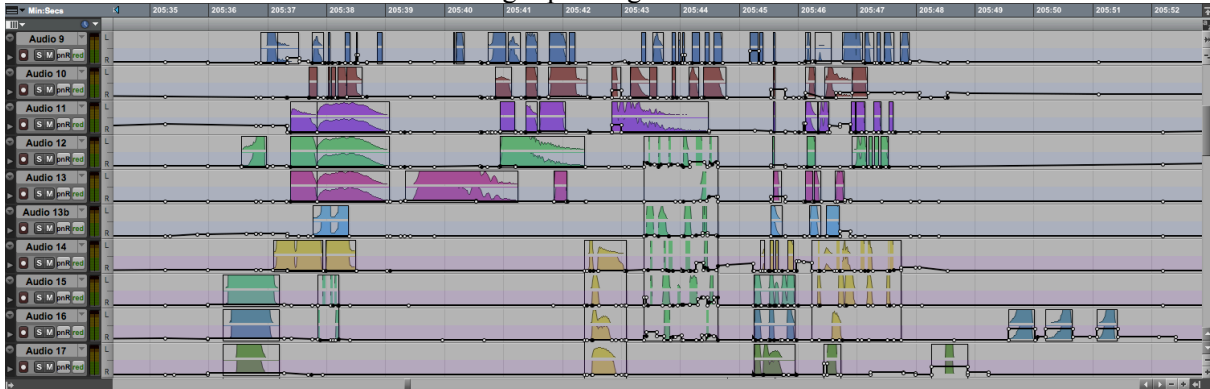 Min:Secs 205:35 205:36 205:37 205:38 205:39 205:40 205:41 205:42 205:43 205:44 205:45 205:46 205:47 205:48 205:49 205:50 205:51 205:52
Audio 9 L
S M pnR red R
Audio 10 L
S M pnR red R
Audio 11 L
S M pnR red R
Audio 12 L
S M pnR red R
Audio 13 L
S M pnR red R
Audio 13b L
S M pnR red R
Audio 14 L
S M pnR red R
Audio 15 L
S M pnR red R
Audio 16 L
S M pnR red R
Audio 17 L
S M pnR red R